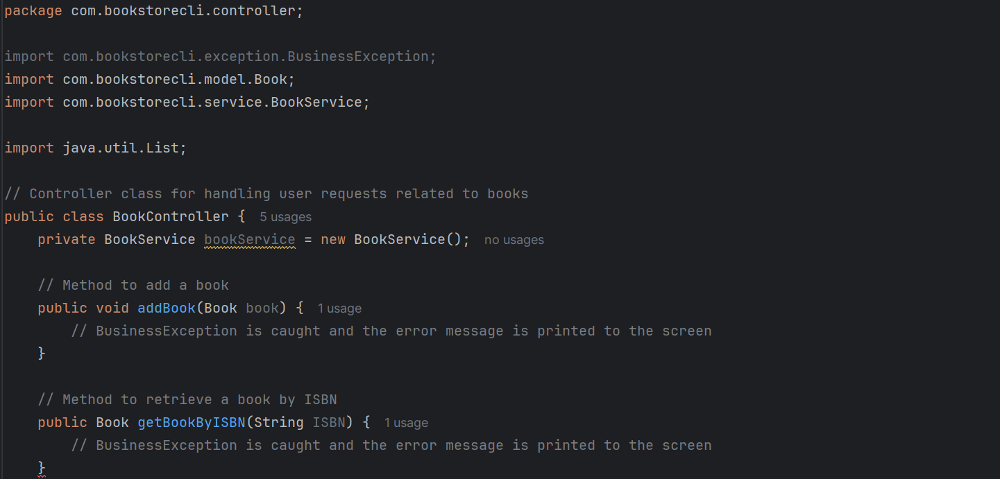 package com.bookstorecli.controller;
import com.bookstorecli.exception.BusinessException;
import com.bookstorecli.model.Book;
import com.bookstorecli.service.BookService;
import java.util.List;
// Controller class for handling user requests related to books
public class BookController {  5 usages
    private BookService bookService = new BookService();  no usages
    // Method to add a book
    public void addBook(Book book) {  1 usage
        // BusinessException is caught and the error message is printed to the screen
    }
    // Method to retrieve a book by ISBN
    public Book getBookByISBN(String ISBN) {  1 usage
        // BusinessException is caught and the error message is printed to the screen
    }